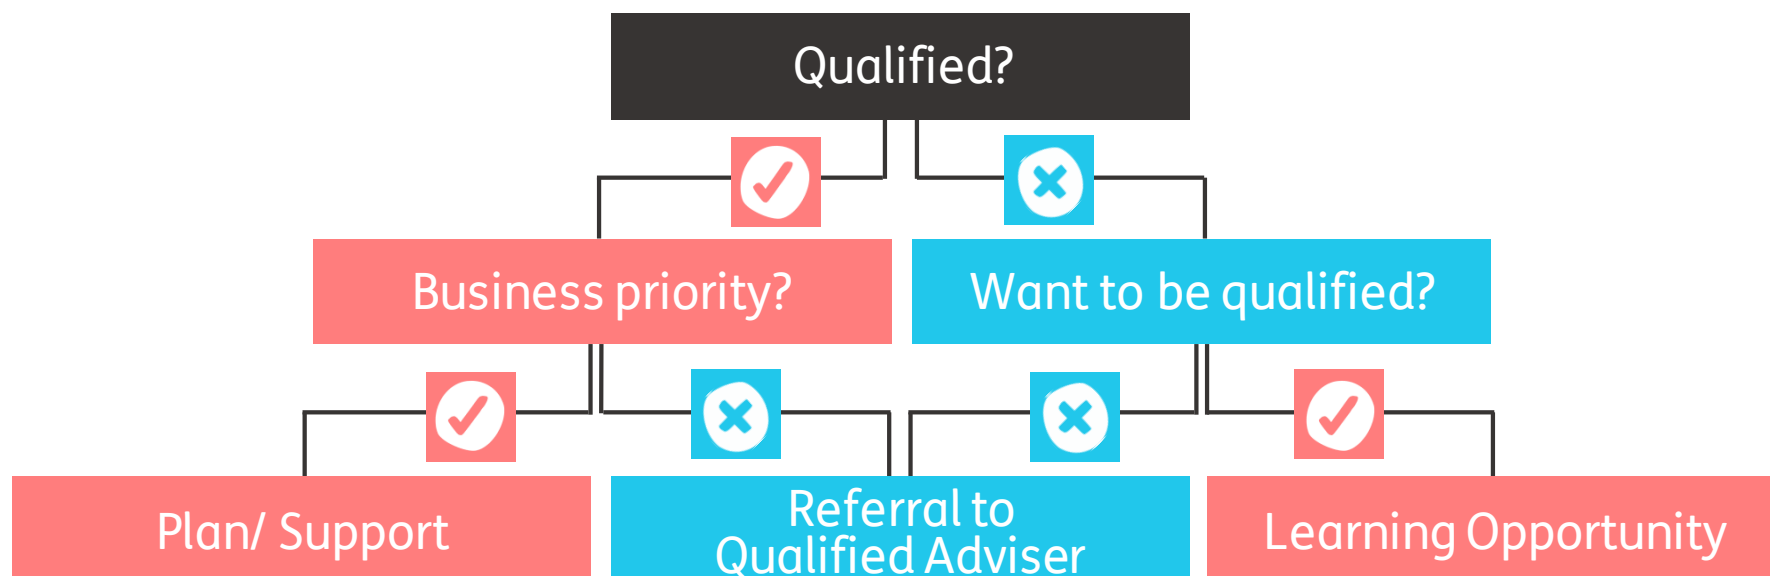 Qualified?
Business priority?
Want to be qualified?
Plan/ Support
Referral to
Qualified Adviser
Learning Opportunity